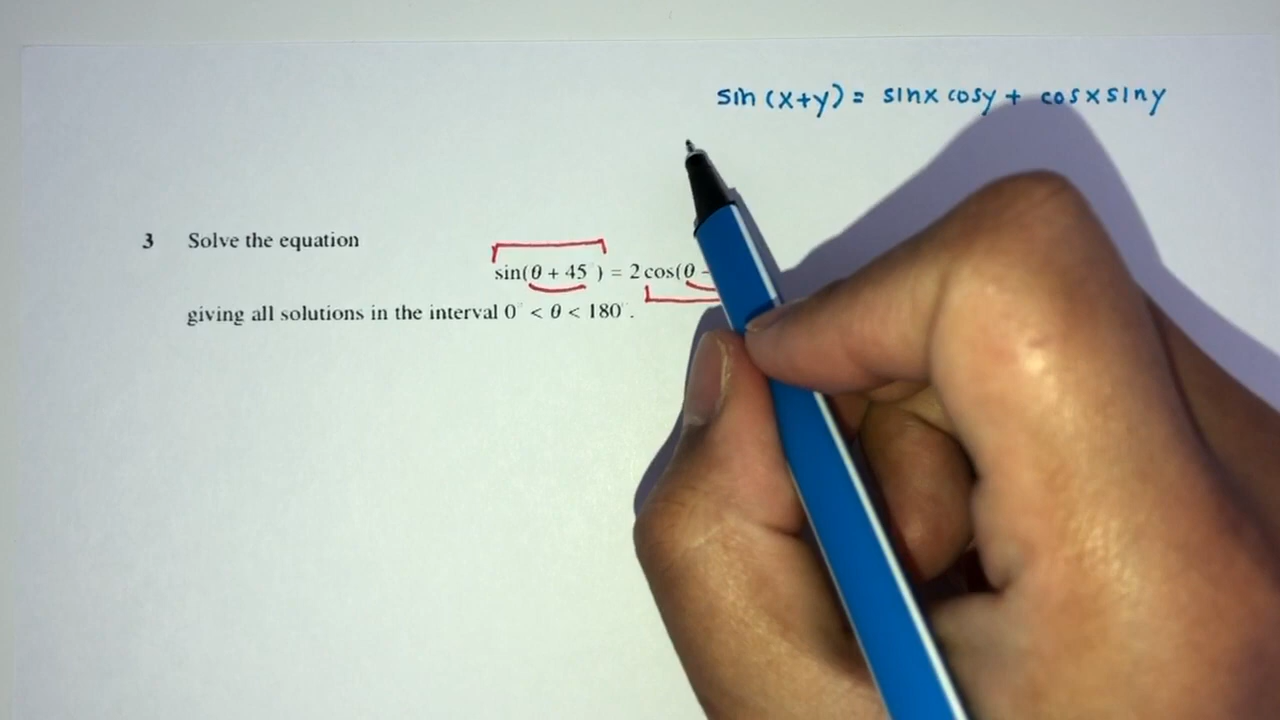 sin (x+y) = sinx cosy + cosx siny
3 Solve the equation
sin(θ + 45°) = 2 cos(θ −
giving all solutions in the interval 0° < θ < 180°.